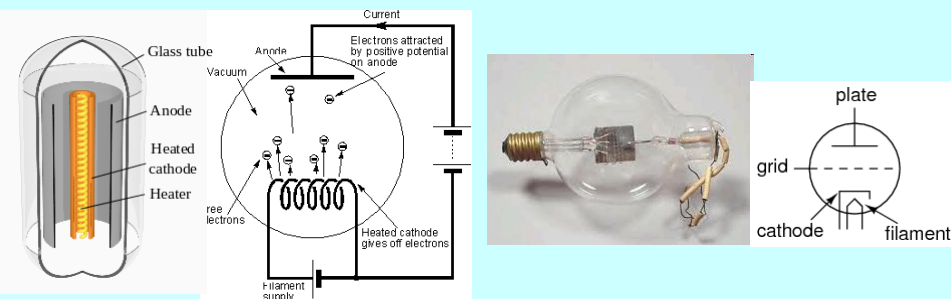 Glass tube
Anode
Heated
cathode
Heater
Current
Anode
Electrons attracted
by positive potential
on anode
Vacuum
ree
lectrons
Heated cathode
gives off electrons
Filament
supply
plate
grid
cathode
filament